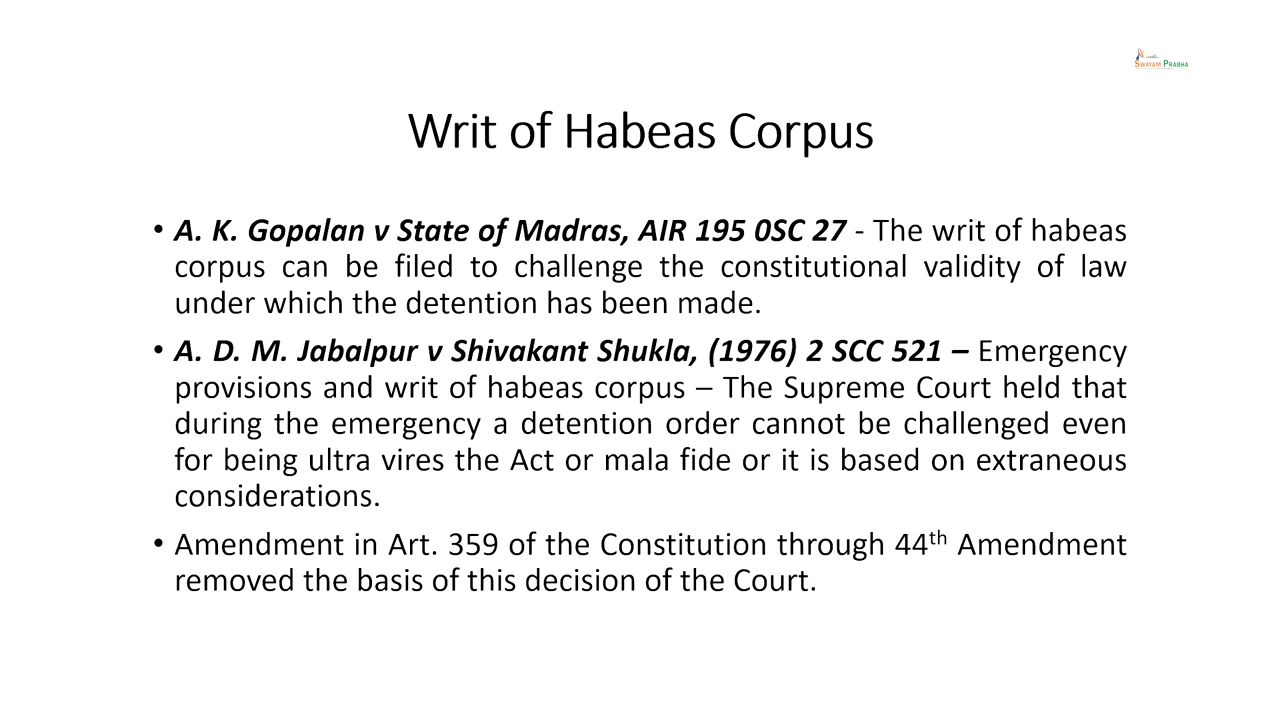 SWAYAM PRABHA
Writ of Habeas Corpus
• A. K. Gopalan v State of Madras, AIR 195 0SC 27 - The writ of habeas
corpus can be filed to challenge the constitutional validity of law
under which the detention has been made.
• A. D. M. Jabalpur v Shivakant Shukla, (1976) 2 SCC 521 – Emergency
provisions and writ of habeas corpus – The Supreme Court held that
during the emergency a detention order cannot be challenged even
for being ultra vires the Act or mala fide or it is based on extraneous
considerations.
• Amendment in Art. 359 of the Constitution through 44th Amendment
removed the basis of this decision of the Court.